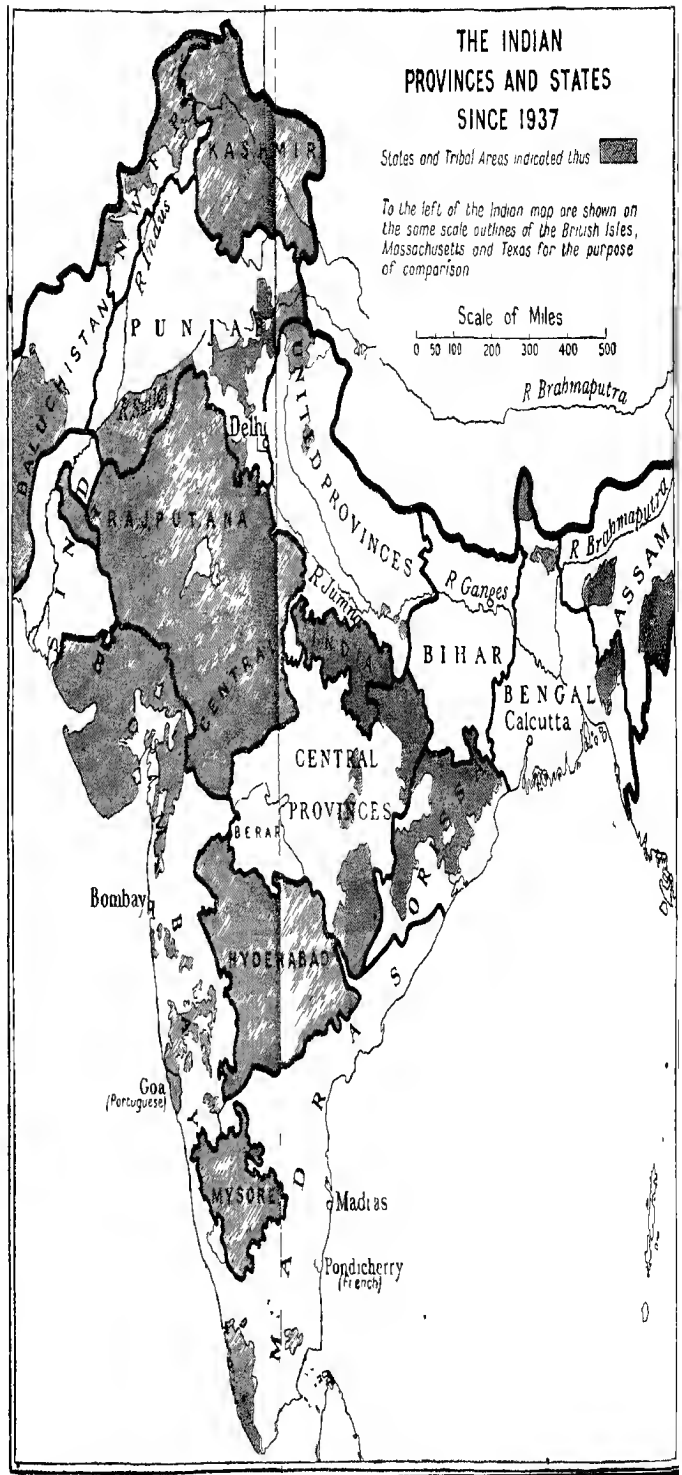 THE INDIAN
PROVINCES AND STATES
SINCE 1937
States and Tribal Areas indicated thus
To the left of the Indian map are shown on
the same scale outlines of the British Isles,
Massachusetts and Texas for the purpose
of comparison
Scale of Miles
0 50 100 200 300 400 500
KASHMIR
N W F P
R Indus
PUNJAB
BALUCHISTAN
R Sutlej
Delhi
UNITED PROVINCES
R Brahmaputra
SIND
RAJPUTANA
R Brahmaputra
ASSAM
R Jumna
R Ganges
CENTRAL INDIA
BIHAR
BENGAL
Calcutta
CENTRAL
PROVINCES
BERAR
ORISSA
Bombay
BOMBAY
HYDERABAD
Goa
(Portuguese)
MYSORE
MADRAS
Madras
Pondicherry
(French)